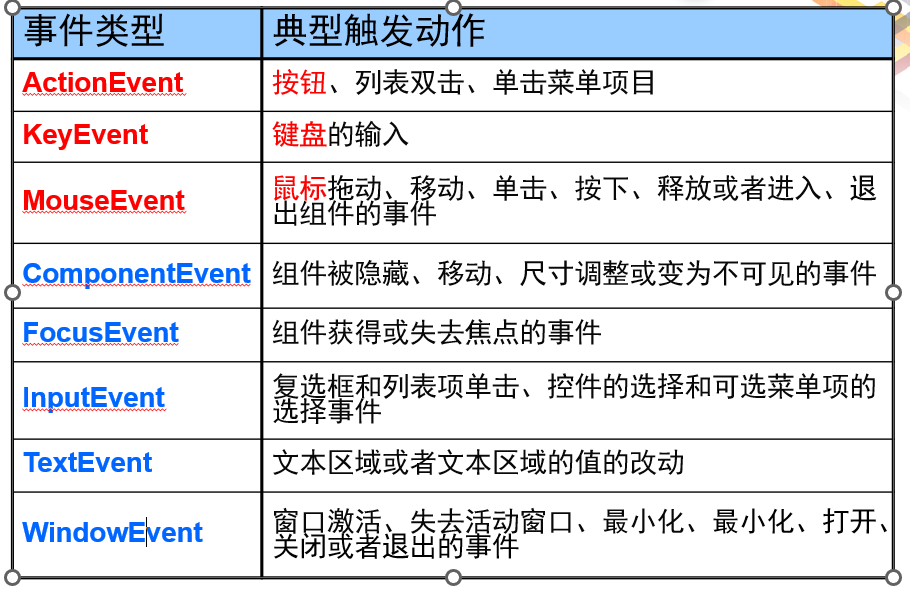 事件类型
典型触发动作
ActionEvent
按钮、列表双击、单击菜单项目
KeyEvent
键盘的输入
MouseEvent
鼠标拖动、移动、单击、按下、释放或者进入、退
出组件的事件
ComponentEvent
组件被隐藏、移动、尺寸调整或变为不可见的事件
FocusEvent
组件获得或失去焦点的事件
InputEvent
复选框和列表项单击、控件的选择和可选菜单项的
选择事件
TextEvent
文本区域或者文本区域的值的改动
WindowEvent
窗口激活、失去活动窗口、最小化、最小化、打开、
关闭或者退出的事件